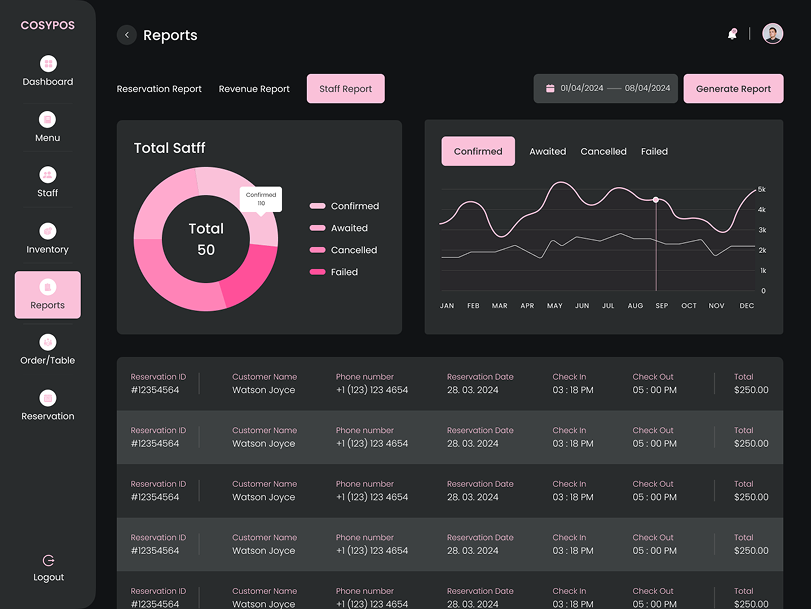 COSYPOS
Dashboard
Menu
Staff
Inventory
Reports
Order/Table
Reservation
Logout
Reports
Reservation Report Revenue Report Staff Report
01/04/2024 08/04/2024 Generate Report
Total Satff
Confirmed
110
Total
50
Confirmed
Awaited
Cancelled
Failed
Confirmed Awaited Cancelled Failed
5k
4k
3k
2k
1k
0
JAN FEB MAR APR MAY JUN JUL AUG SEP OCT NOV DEC
Reservation ID Customer Name Phone number Reservation Date Check In Check Out Total
#12354564 Watson Joyce +1 (123) 123 4654 28. 03. 2024 03 : 18 PM 05 : 00 PM $250.00
Reservation ID Customer Name Phone number Reservation Date Check In Check Out Total
#12354564 Watson Joyce +1 (123) 123 4654 28. 03. 2024 03 : 18 PM 05 : 00 PM $250.00
Reservation ID Customer Name Phone number Reservation Date Check In Check Out Total
#12354564 Watson Joyce +1 (123) 123 4654 28. 03. 2024 03 : 18 PM 05 : 00 PM $250.00
Reservation ID Customer Name Phone number Reservation Date Check In Check Out Total
#12354564 Watson Joyce +1 (123) 123 4654 28. 03. 2024 03 : 18 PM 05 : 00 PM $250.00
Reservation ID Customer Name Phone number Reservation Date Check In Check Out Total
#12354564 Watson Joyce +1 (123) 123 4654 28. 03. 2024 03 : 18 PM 05 : 00 PM $250.00